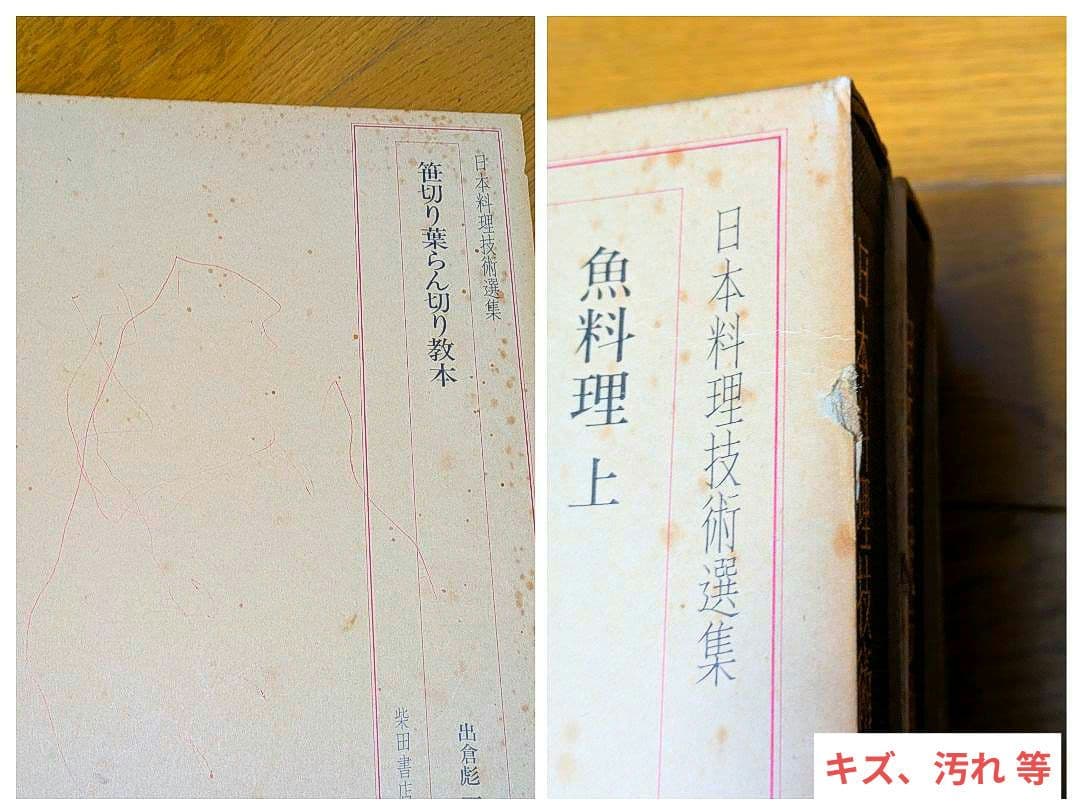 日本料理技術選集
笹切り葉らん切り教本
出倉彪
柴田書店
日本料理技術選集
魚料理 上
キズ、汚れ 等